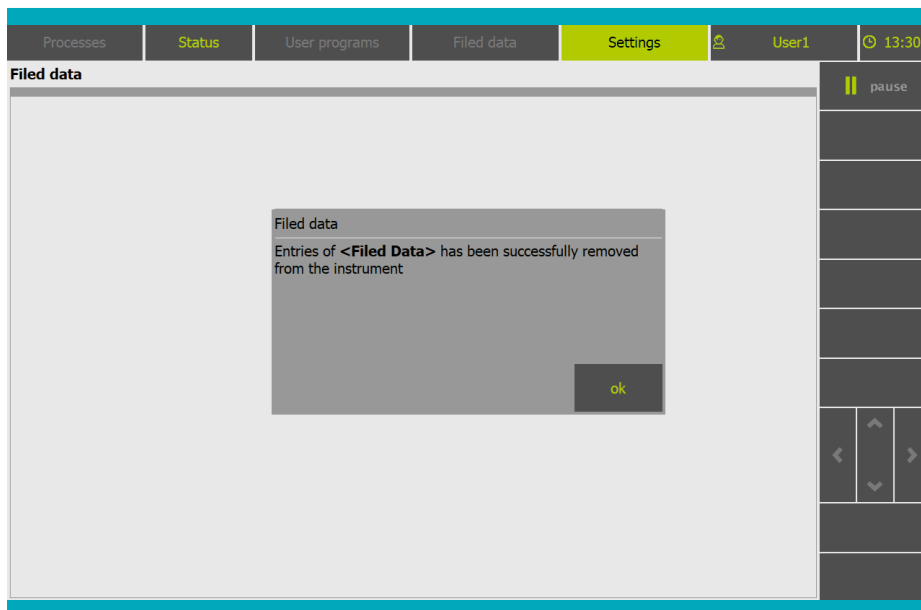 Processes Status User programs Filed data Settings User1 13:30
Filed data
pause
Filed data
Entries of <Filed Data> has been successfully removed
from the instrument
ok